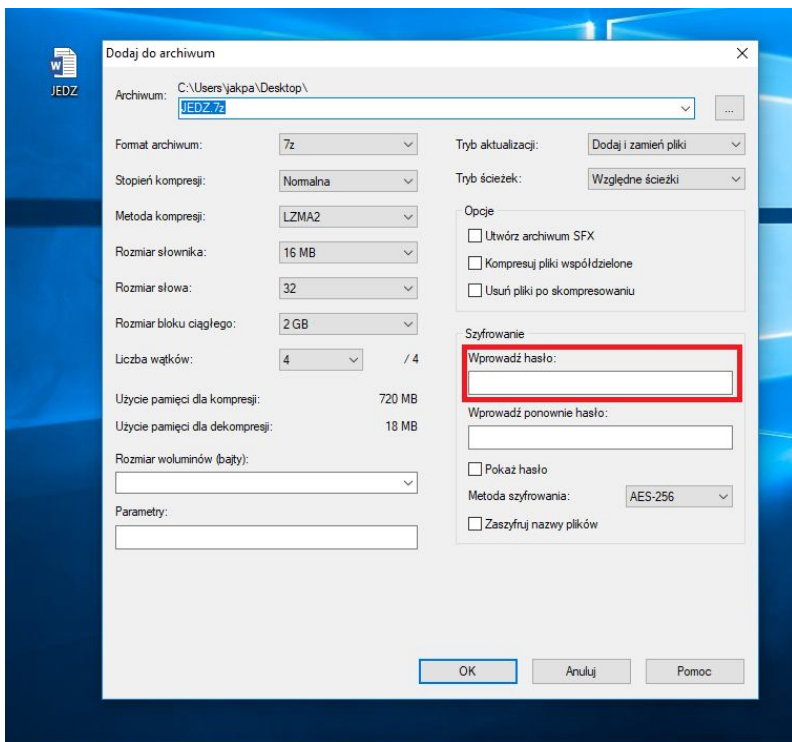 W
JEDZ
Dodaj do archiwum
Archiwum:
C:\Users\jakpa\Desktop\
JEDZ.7z
...
Format archiwum:
7z
Stopień kompresji:
Normalna
Metoda kompresji:
LZMA2
Rozmiar słownika:
16 MB
Rozmiar słowa:
32
Rozmiar bloku ciągłego:
2 GB
Liczba wątków:
4
/ 4
Użycie pamięci dla kompresji:
720 MB
Użycie pamięci dla dekompresji:
18 MB
Rozmiar woluminów (bajty):
Parametry:
Tryb aktualizacji:
Dodaj i zamień pliki
Tryb ścieżek:
Względne ścieżki
Opcje
Utwórz archiwum SFX
Kompresuj pliki współdzielone
Usuń pliki po skompresowaniu
Szyfrowanie
Wprowadź hasło:
Wprowadź ponownie hasło:
Pokaż hasło
Metoda szyfrowania:
AES-256
Zaszyfruj nazwy plików
OK
Anuluj
Pomoc